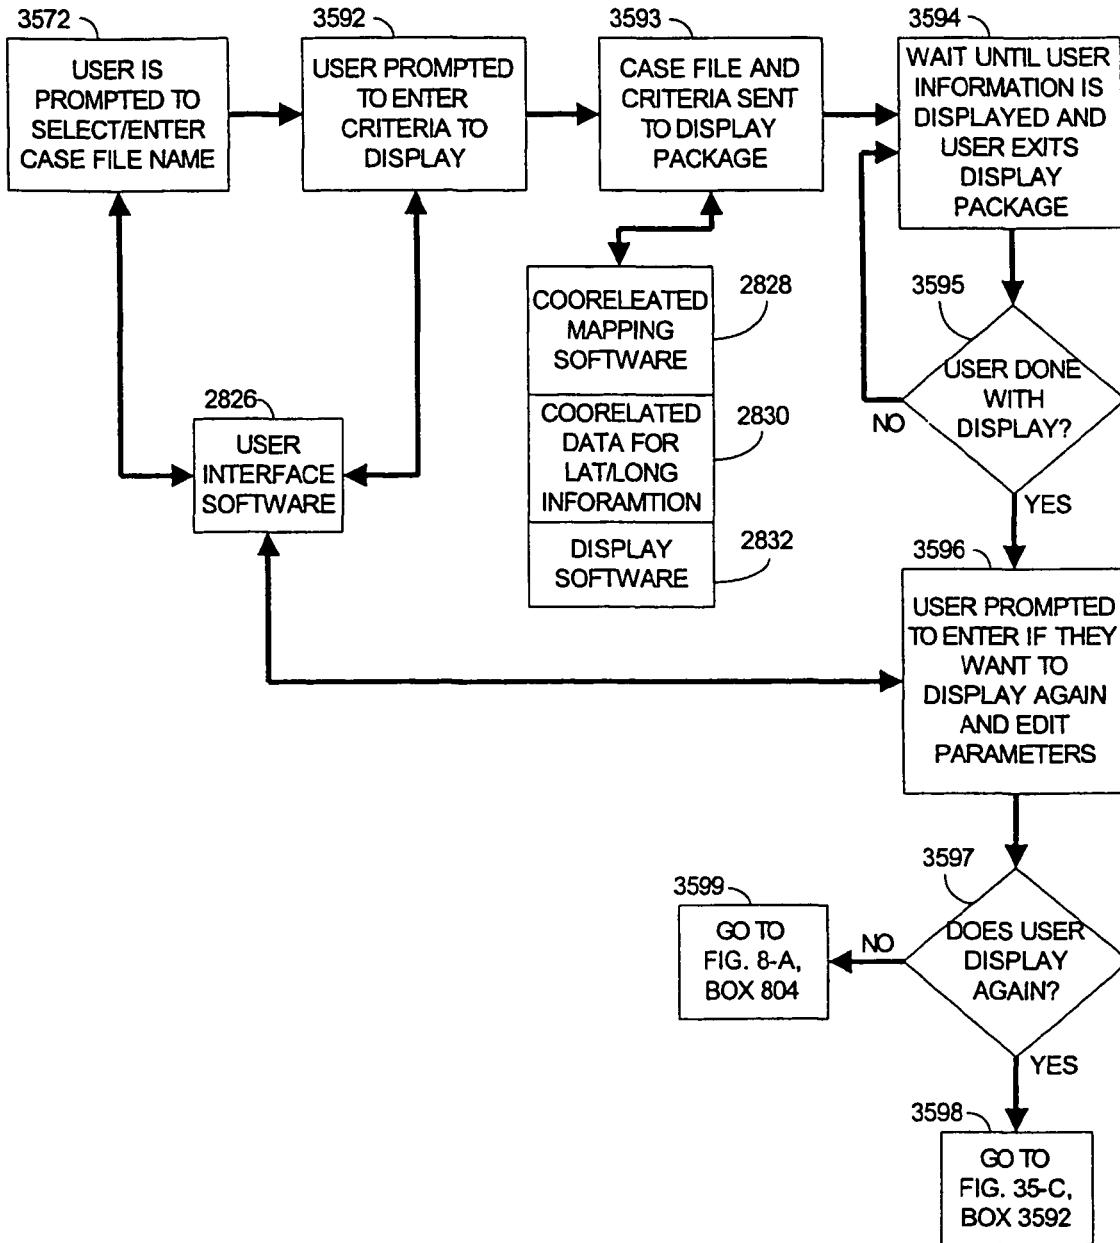 3572
USER IS
PROMPTED TO
SELECT/ENTER
CASE FILE NAME
3592
USER PROMPTED
TO ENTER
CRITERIA TO
DISPLAY
3593
CASE FILE AND
CRITERIA SENT
TO DISPLAY
PACKAGE
3594
WAIT UNTIL USER
INFORMATION IS
DISPLAYED AND
USER EXITS
DISPLAY
PACKAGE
2828
COORELEATED
MAPPING
SOFTWARE
2830
COORELATED
DATA FOR
LAT/LONG
INFORAMTION
2832
DISPLAY
SOFTWARE
3595
USER DONE
WITH
DISPLAY?
NO
YES
2826
USER
INTERFACE
SOFTWARE
3596
USER PROMPTED
TO ENTER IF THEY
WANT TO
DISPLAY AGAIN
AND EDIT
PARAMETERS
3597
DOES USER
DISPLAY
AGAIN?
NO
YES
3599
GO TO
FIG. 8-A,
BOX 804
3598
GO TO
FIG. 35-C,
BOX 3592